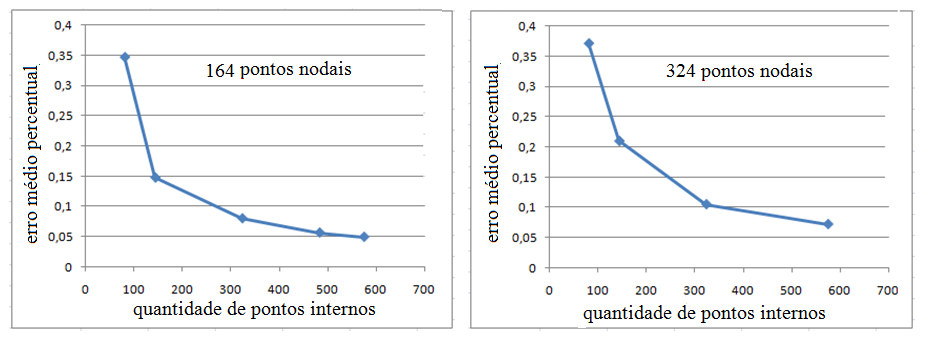 0,4
0,35
0,3
0,25
0,2
0,15
0,1
0,05
0
erro médio percentual
164 pontos nodais
0 100 200 300 400 500 600 700
quantidade de pontos internos
0,4
0,35
0,3
0,25
0,2
0,15
0,1
0,05
0
erro médio percentual
324 pontos nodais
0 100 200 300 400 500 600 700
quantidade de pontos internos